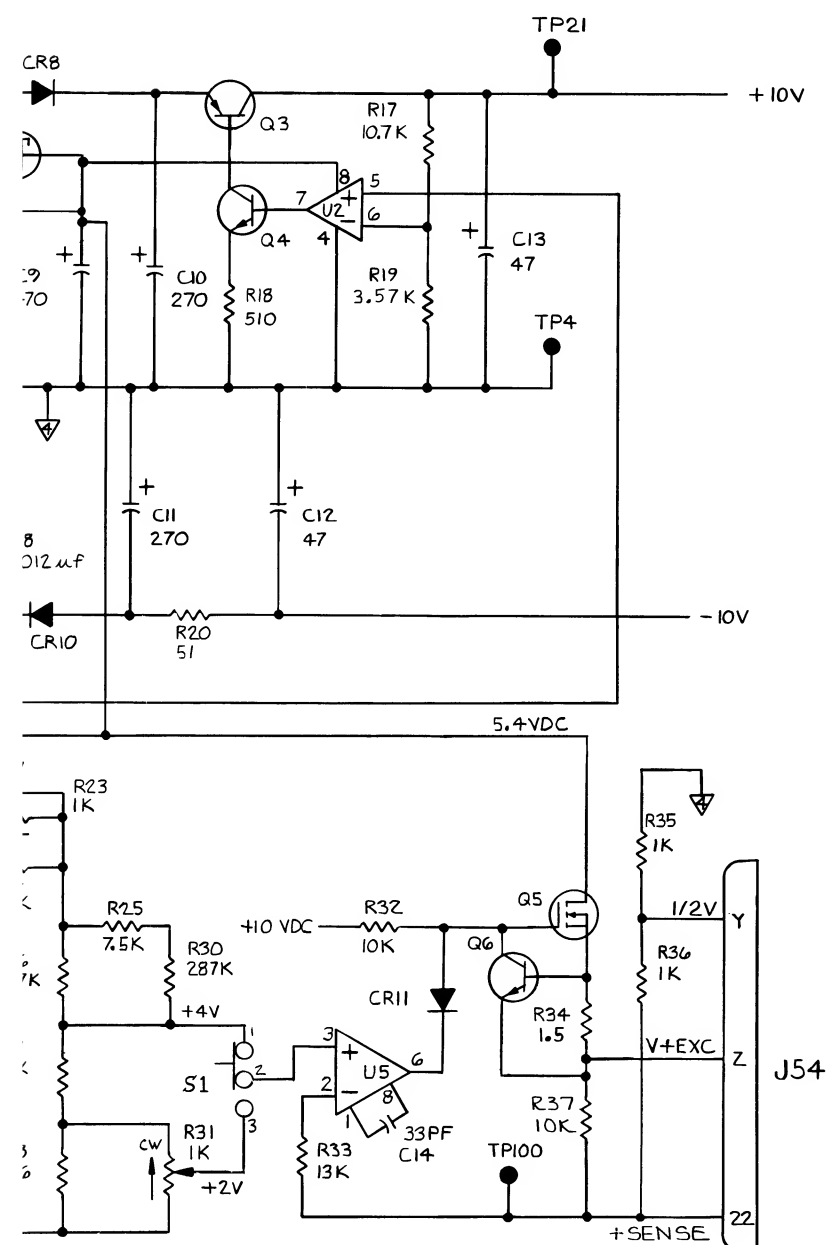 TP21
CR8
+10V
Q3
R17
10.7K
8
5
7
+
U2
6
−
4
Q4
+
C13
47
+
+
C10
270
R18
510
R19
3.57K
TP4
4
+
C11
270
+
C12
47
-10V
CR10
R20
51
5.4VDC
R23
1K
4
R35
1K
R25
7.5K
R30
287K
+10 VDC
R32
10K
Q5
1/2V
Y
Q6
R36
1K
CR11
+4V
R34
1.5
1
S1
2
3
3
+
U5
6
2
−
8
1
V+EXC
Z
J54
33PF
C14
R37
10K
CW
R31
1K
+2V
R33
13K
TP100
22
+SENSE